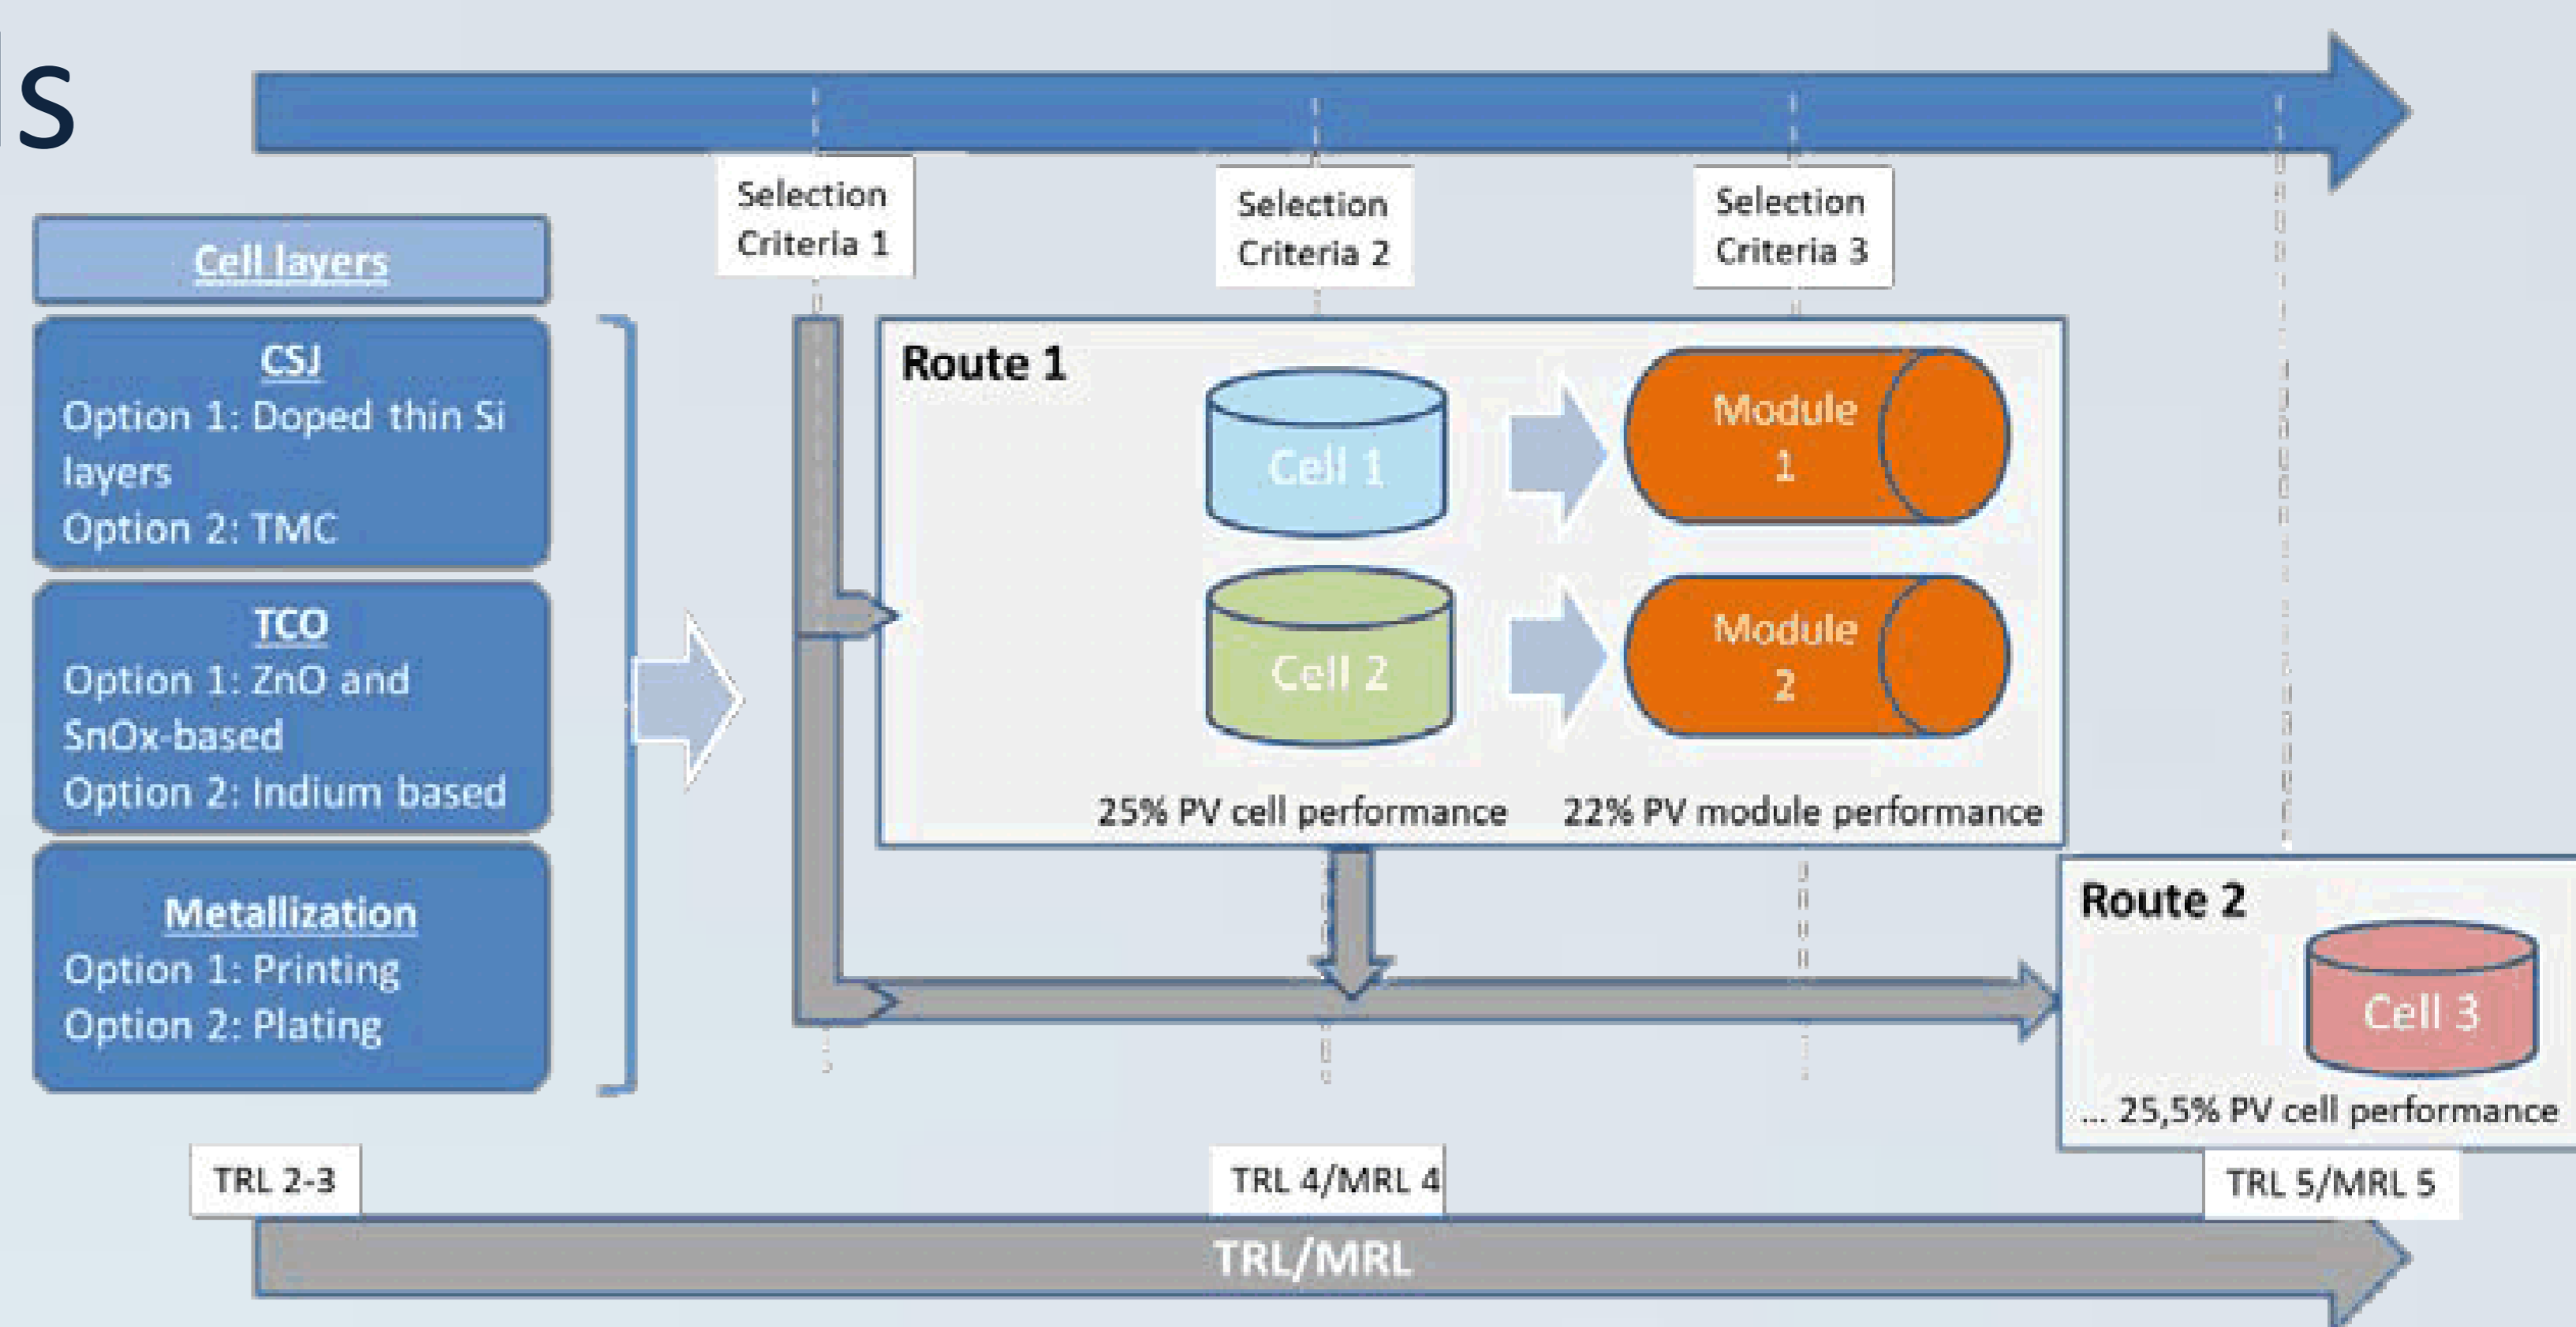 Selection
Criteria 1
Selection
Criteria 2
Selection
Criteria 3
Cell layers
CSJ
Option 1: Doped thin Si
layers
Option 2: TMC
TCO
Option 1: ZnO and
SnOx-based
Option 2: Indium based
Metallization
Option 1: Printing
Option 2: Plating
Route 1
Cell 1
Module
1
Cell 2
Module
2
25% PV cell performance
22% PV module performance
Route 2
Cell 3
... 25,5% PV cell performance
TRL 2-3
TRL 4/MRL 4
TRL 5/MRL 5
TRL/MRL